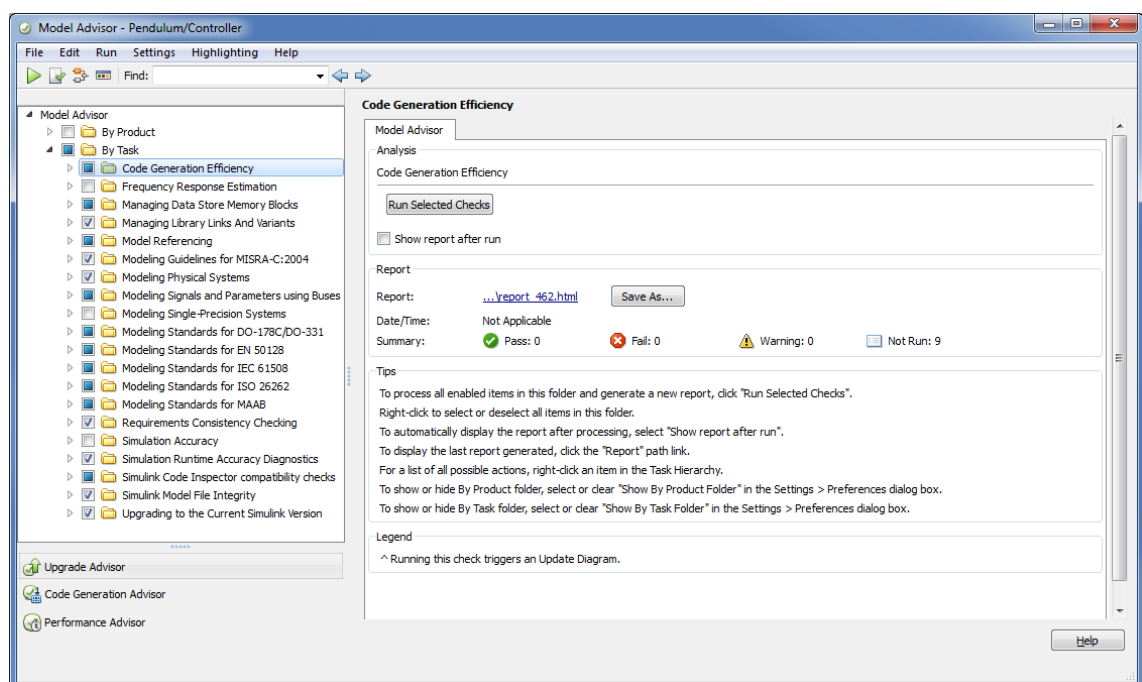 Model Advisor - Pendulum/Controller
File Edit Run Settings Highlighting Help
Find:
Model Advisor
By Product
By Task
Code Generation Efficiency
Frequency Response Estimation
Managing Data Store Memory Blocks
Managing Library Links And Variants
Model Referencing
Modeling Guidelines for MISRA-C:2004
Modeling Physical Systems
Modeling Signals and Parameters using Buses
Modeling Single-Precision Systems
Modeling Standards for DO-178C/DO-331
Modeling Standards for EN 50128
Modeling Standards for IEC 61508
Modeling Standards for ISO 26262
Modeling Standards for MAAB
Requirements Consistency Checking
Simulation Accuracy
Simulation Runtime Accuracy Diagnostics
Simulink Code Inspector compatibility checks
Simulink Model File Integrity
Upgrading to the Current Simulink Version
Upgrade Advisor
Code Generation Advisor
Performance Advisor
Code Generation Efficiency
Model Advisor
Analysis
Code Generation Efficiency
Run Selected Checks
Show report after run
Report
Report: ...\report_462.html Save As...
Date/Time: Not Applicable
Summary: Pass: 0 Fail: 0 Warning: 0 Not Run: 9
Tips
To process all enabled items in this folder and generate a new report, click "Run Selected Checks".
Right-click to select or deselect all items in this folder.
To automatically display the report after processing, select "Show report after run".
To display the last report generated, click the "Report" path link.
For a list of all possible actions, right-click an item in the Task Hierarchy.
To show or hide By Product folder, select or clear "Show By Product Folder" in the Settings > Preferences dialog box.
To show or hide By Task folder, select or clear "Show By Task Folder" in the Settings > Preferences dialog box.
Legend
^ Running this check triggers an Update Diagram.
Help